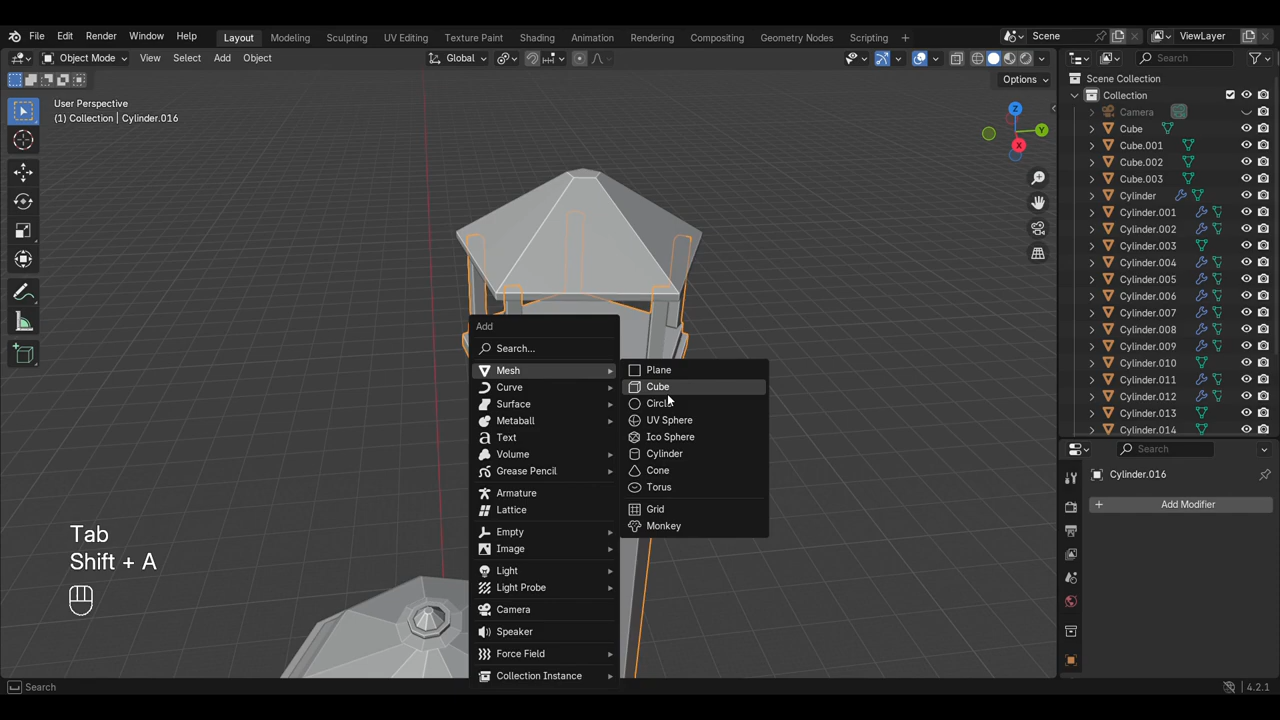 File Edit Render Window Help Layout Modeling Sculpting UV Editing Texture Paint Shading Animation Rendering Compositing Geometry Nodes Scripting + Scene ViewLayer
Object Mode View Select Add Object Global Search
Options
User Perspective
(1) Collection | Cylinder.016
Z
Y
X
Scene Collection
Collection
Camera
Cube
Cube.001
Cube.002
Cube.003
Cylinder
Cylinder.001
Cylinder.002
Cylinder.003
Cylinder.004
Cylinder.005
Cylinder.006
Cylinder.007
Cylinder.008
Cylinder.009
Cylinder.010
Cylinder.011
Cylinder.012
Cylinder.013
Cylinder.014
Add
Search...
Mesh
Curve
Surface
Metaball
Text
Volume
Grease Pencil
Armature
Lattice
Empty
Image
Light
Light Probe
Camera
Speaker
Force Field
Collection Instance
Plane
Cube
Circle
UV Sphere
Ico Sphere
Cylinder
Cone
Torus
Grid
Monkey
Search
Cylinder.016
+ Add Modifier
Tab
Shift + A
Search 4.2.1